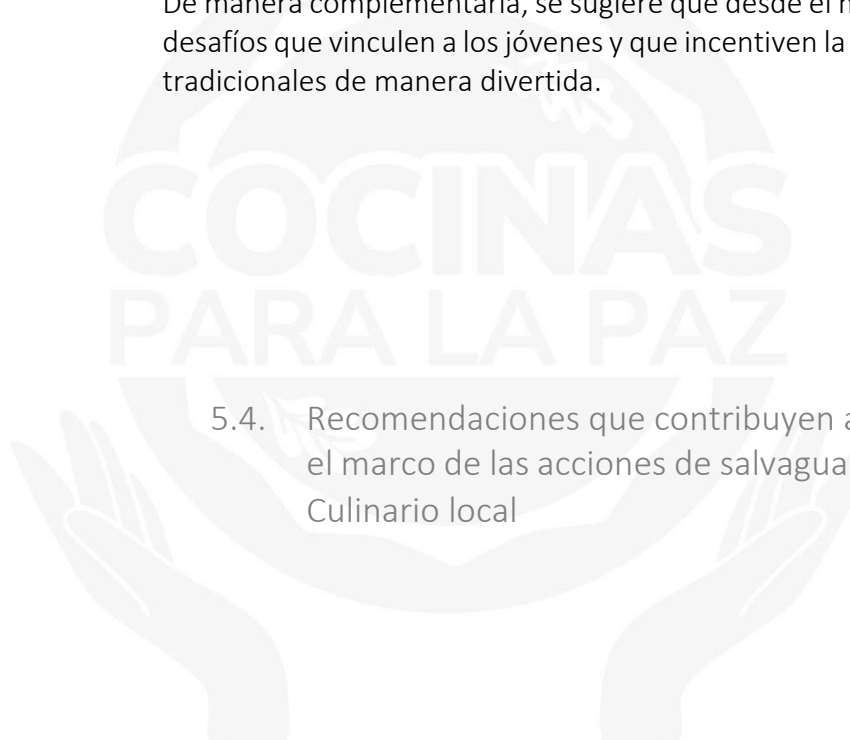 De manera complementaria, se sugiere que desde el
desafíos que vinculen a los jóvenes y que incentiven la
tradicionales de manera divertida.
COCINAS
PARA LA PAZ
5.4. Recomendaciones que contribuyen a
el marco de las acciones de salvagua
Culinario local